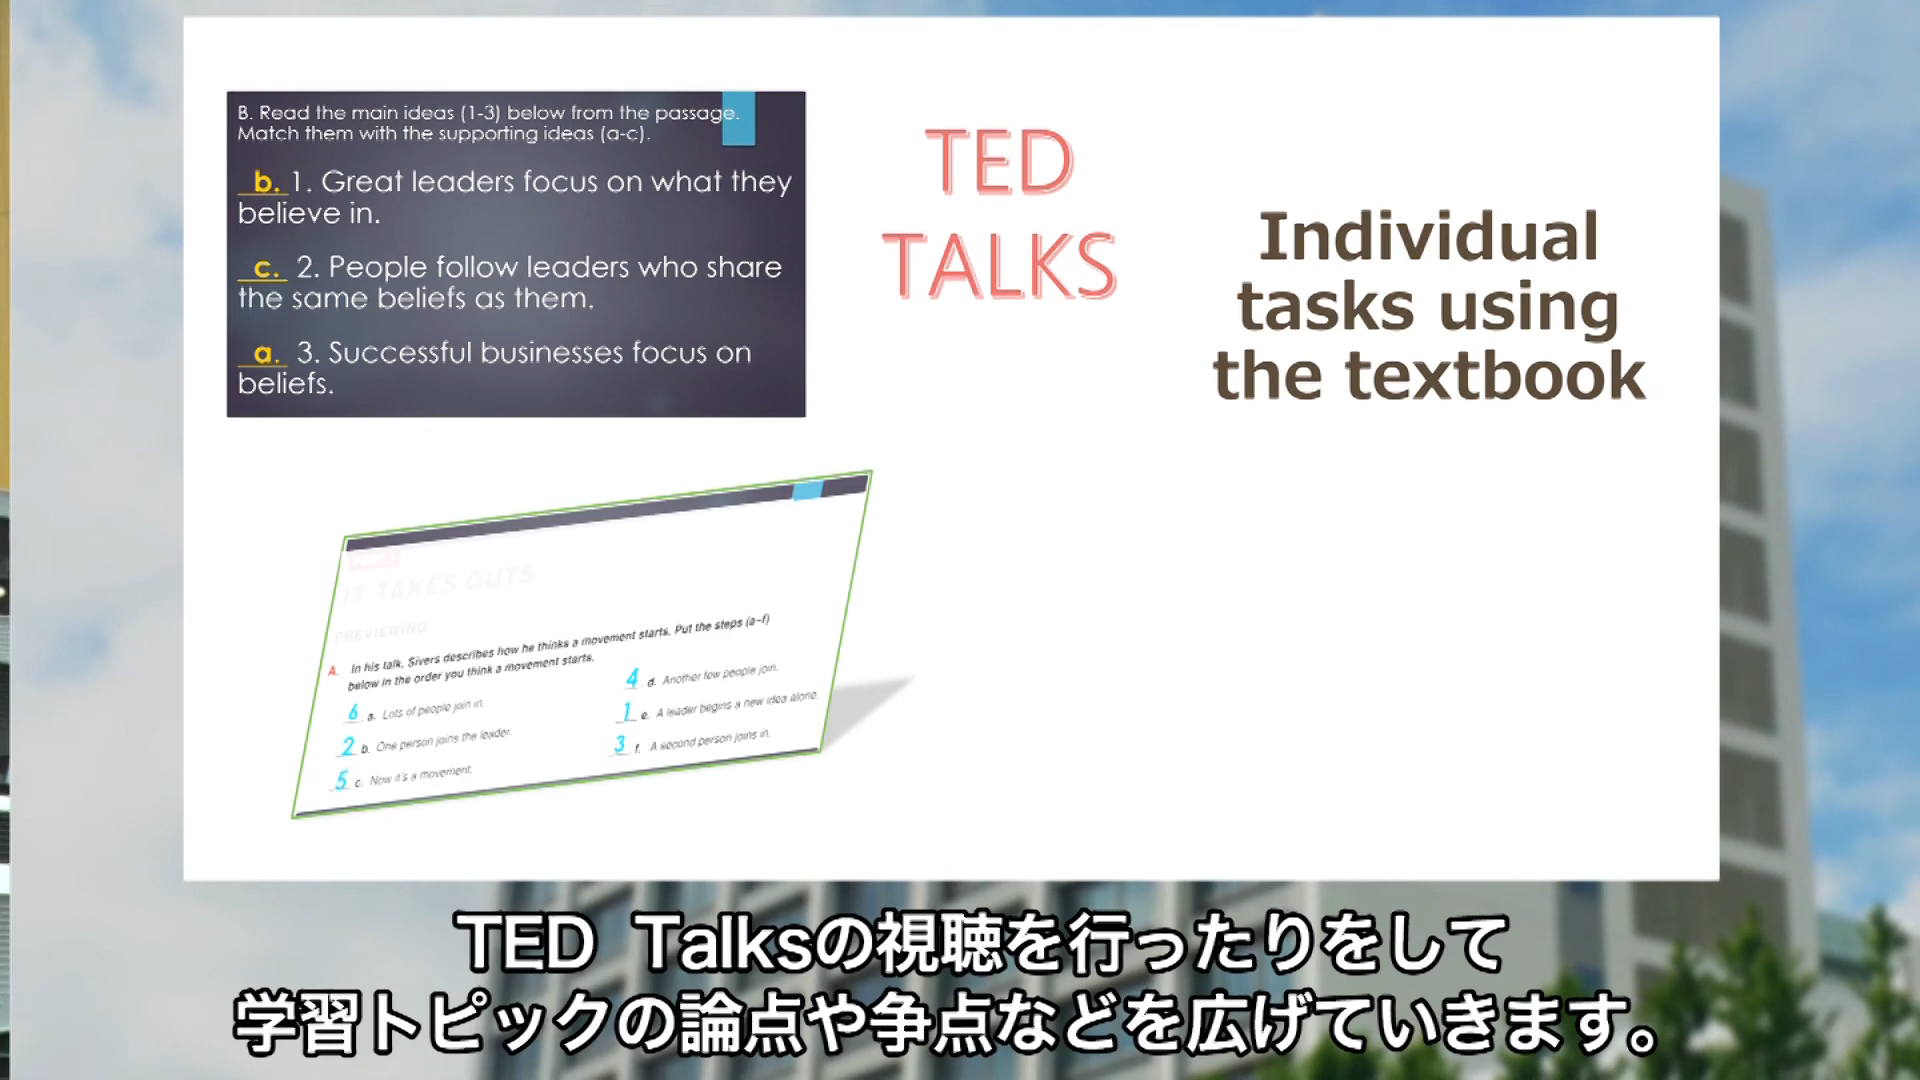 B. Read the main ideas (1-3) below from the passage.
Match them with the supporting ideas (a-c).
b. 1. Great leaders focus on what they
believe in.
c. 2. People follow leaders who share
the same beliefs as them.
a. 3. Successful businesses focus on
beliefs.
TED
TALKS
Individual
tasks using
the textbook
IT TAKES GUTS
PREVIEWING
A. In his talk, Sivers describes how he thinks a movement starts. Put the steps (a–f)
below in the order you think a movement starts.
6 a. Lots of people join in.
2 b. One person joins the leader.
5 c. Now it's a movement.
4 d. Another few people join.
1 e. A leader begins a new idea alone.
3 f. A second person joins in.
TED Talksの視聴を行ったりをして
学習トピックの論点や争点などを広げていきます。